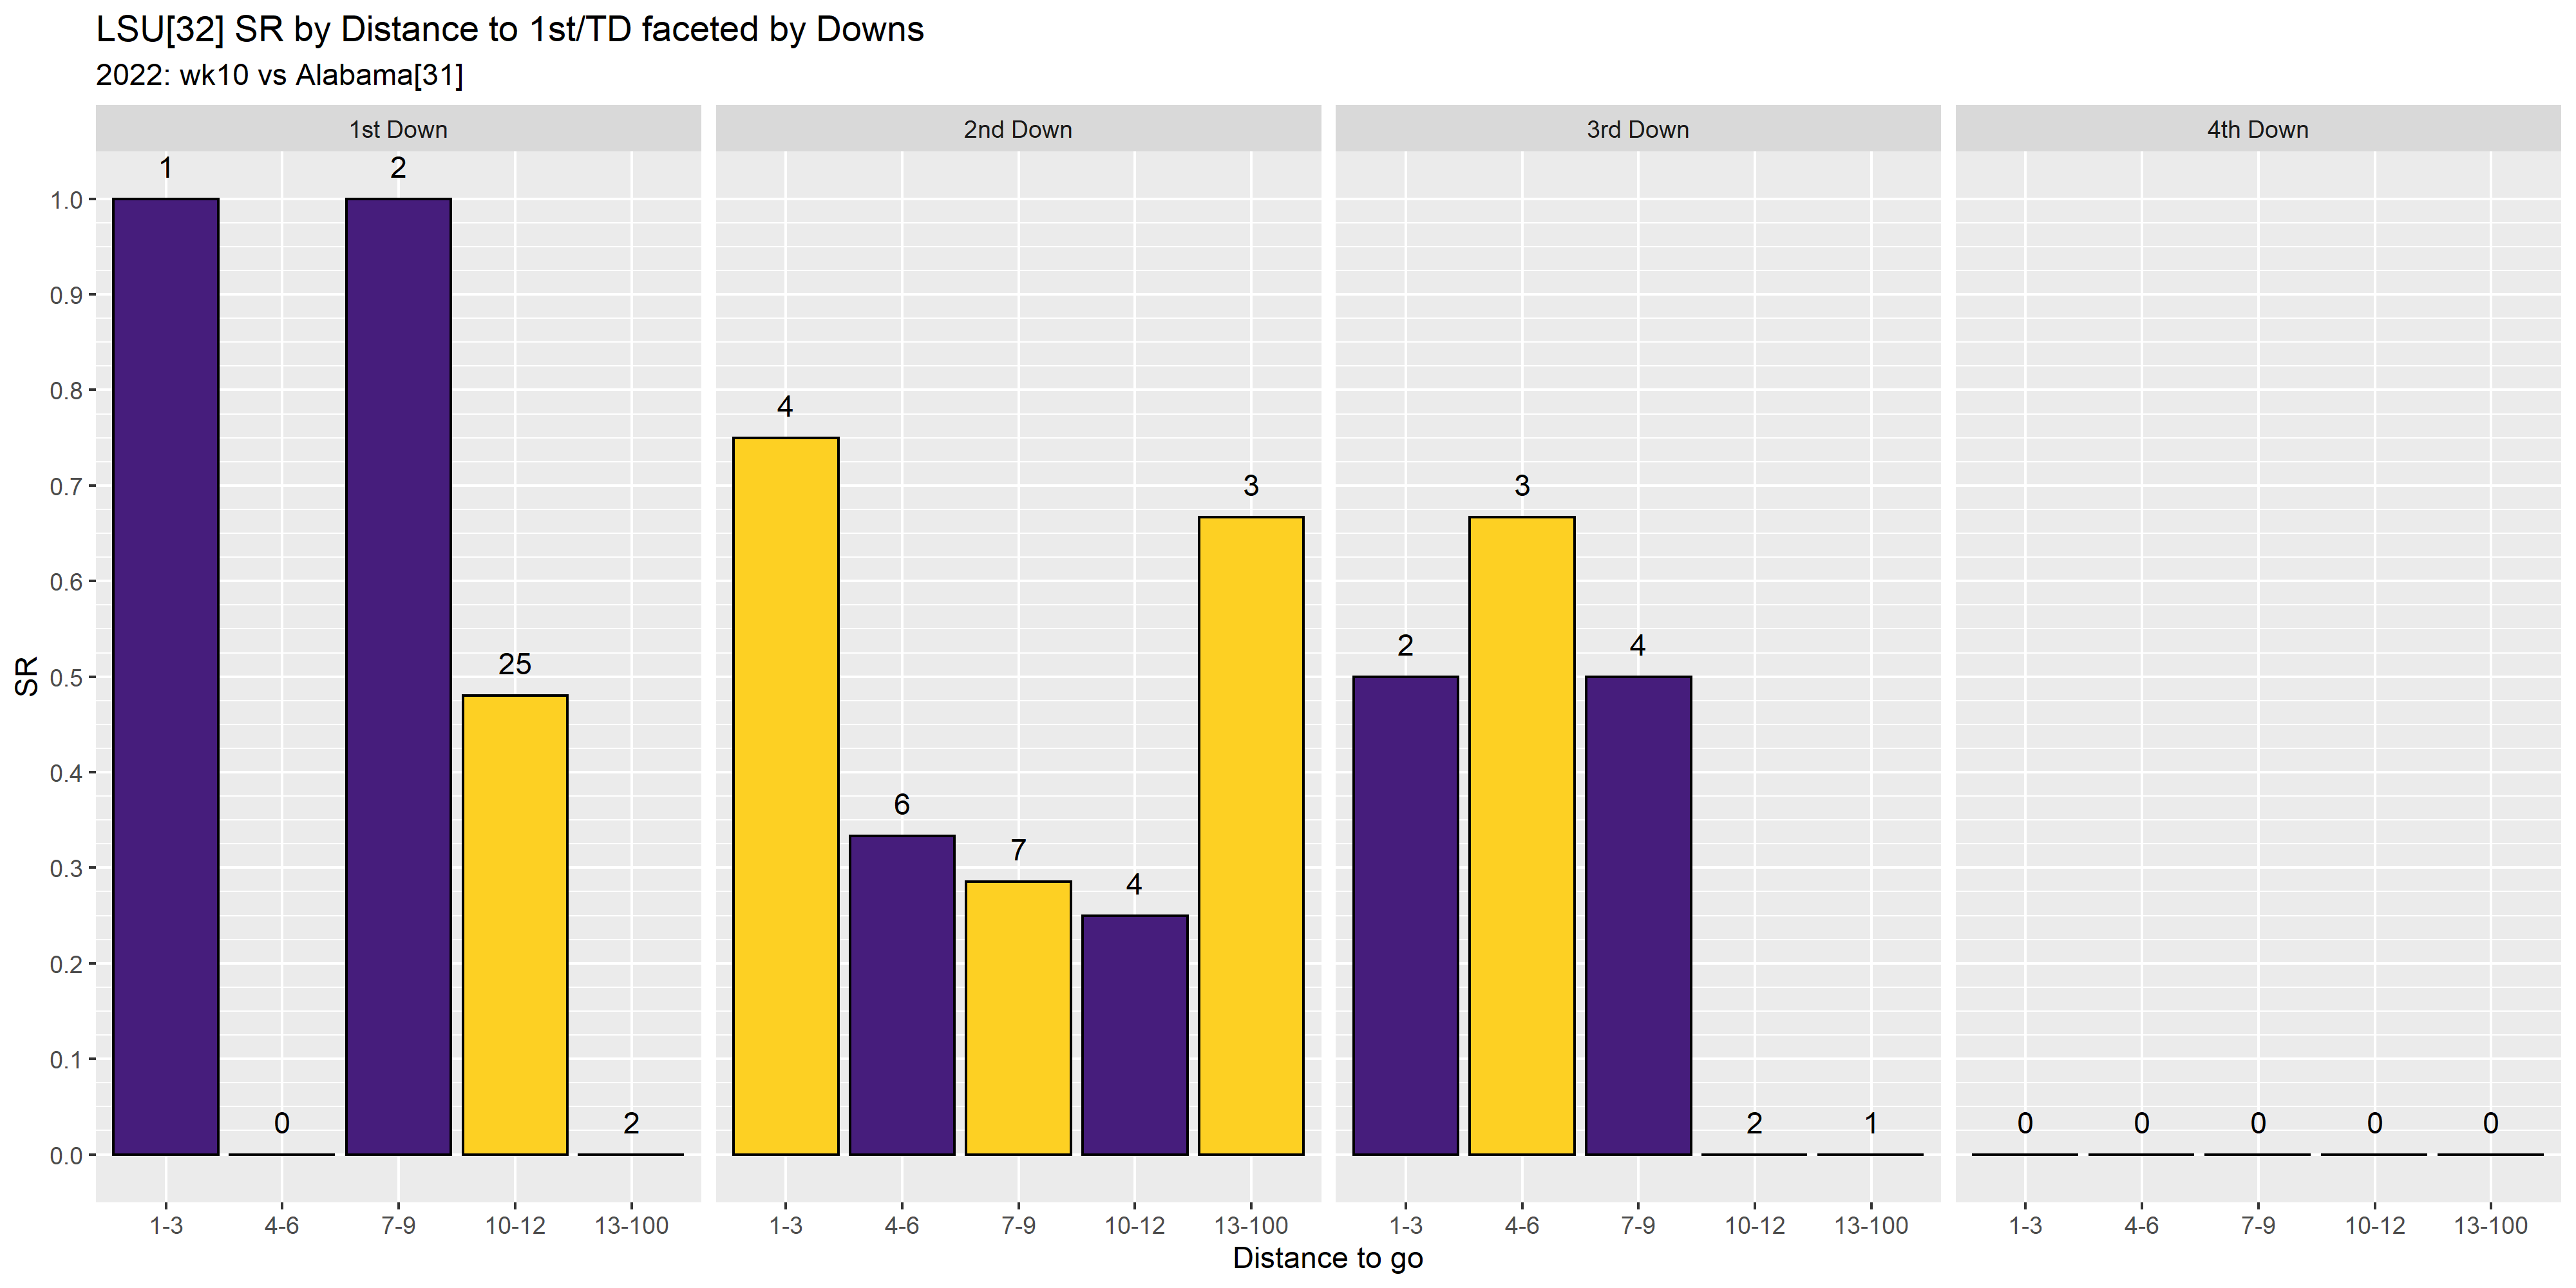 LSU[32] SR by Distance to 1st/TD faceted by Downs
2022: wk10 vs Alabama[31]
1st Down 2nd Down 3rd Down 4th Down
SR
1.0
0.9
0.8
0.7
0.6
0.5
0.4
0.3
0.2
0.1
0.0
1 0 2 25 2
4 6 7 4 3
2 3 4 2 1
0 0 0 0 0
1-3 4-6 7-9 10-12 13-100 1-3 4-6 7-9 10-12 13-100 1-3 4-6 7-9 10-12 13-100 1-3 4-6 7-9 10-12 13-100
Distance to go